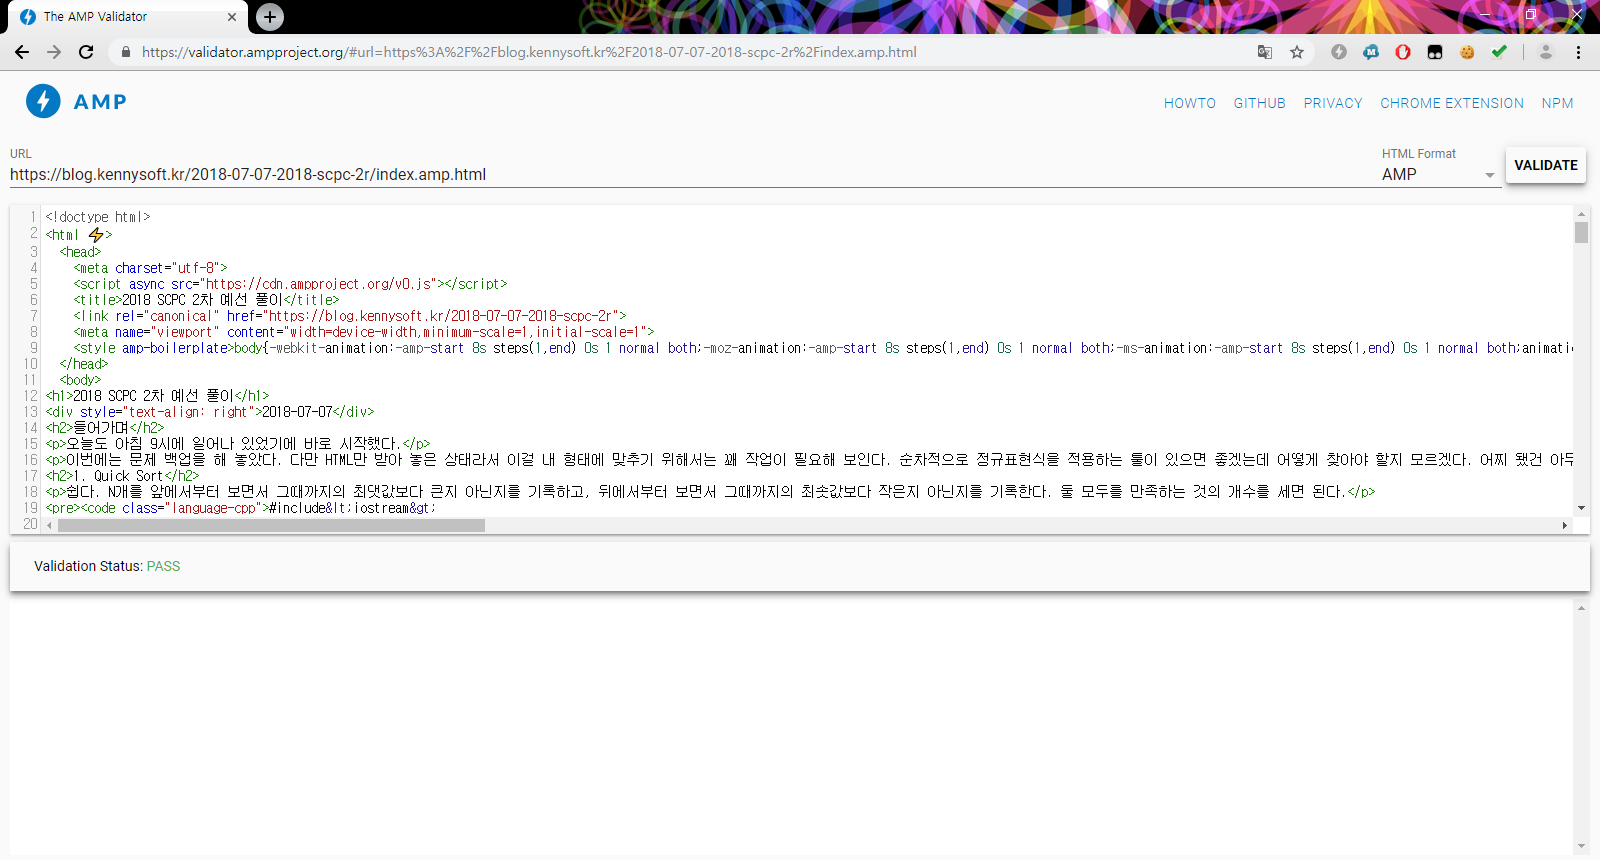 The AMP Validator
https://validator.ampproject.org/#url=https%3A%2F%2Fblog.kennysoft.kr%2F2018-07-07-2018-scpc-2r%2Findex.amp.html
AMP
HOWTO GITHUB PRIVACY CHROME EXTENSION NPM
URL
https://blog.kennysoft.kr/2018-07-07-2018-scpc-2r/index.amp.html
HTML Format
AMP
VALIDATE
1 <!doctype html>
2 <html ⚡>
3 <head>
4 <meta charset="utf-8">
5 <script async src="https://cdn.ampproject.org/v0.js"></script>
6 <title>2018 SCPC 2차 예선 풀이</title>
7 <link rel="canonical" href="https://blog.kennysoft.kr/2018-07-07-2018-scpc-2r">
8 <meta name="viewport" content="width=device-width,minimum-scale=1,initial-scale=1">
9 <style amp-boilerplate>body{-webkit-animation:-amp-start 8s steps(1,end) 0s 1 normal both;-moz-animation:-amp-start 8s steps(1,end) 0s 1 normal both;-ms-animation:-amp-start 8s steps(1,end) 0s 1 normal both;animatio
10 </head>
11 <body>
12 <h1>2018 SCPC 2차 예선 풀이</h1>
13 <div style="text-align: right">2018-07-07</div>
14 <h2>들어가며</h2>
15 <p>오늘도 아침 9시에 일어나 있었기에 바로 시작했다.</p>
16 <p>이번에는 문제 백업을 해 놓았다. 다만 HTML만 받아 놓은 상태라서 이걸 내 형태에 맞추기 위해서는 꽤 작업이 필요해 보인다. 순차적으로 정규표현식을 적용하는 툴이 있으면 좋겠는데 어떻게 찾아야 할지 모르겠다. 어찌 됐건 아무
17 <h2>1. Quick Sort</h2>
18 <p>쉽다. N개를 앞에서부터 보면서 그때까지의 최댓값보다 큰지 아닌지를 기록하고, 뒤에서부터 보면서 그때까지의 최솟값보다 작은지 아닌지를 기록한다. 둘 모두를 만족하는 것의 개수를 세면 된다.</p>
19 <pre><code class="language-cpp">#include&lt;iostream&gt;
20
Validation Status: PASS